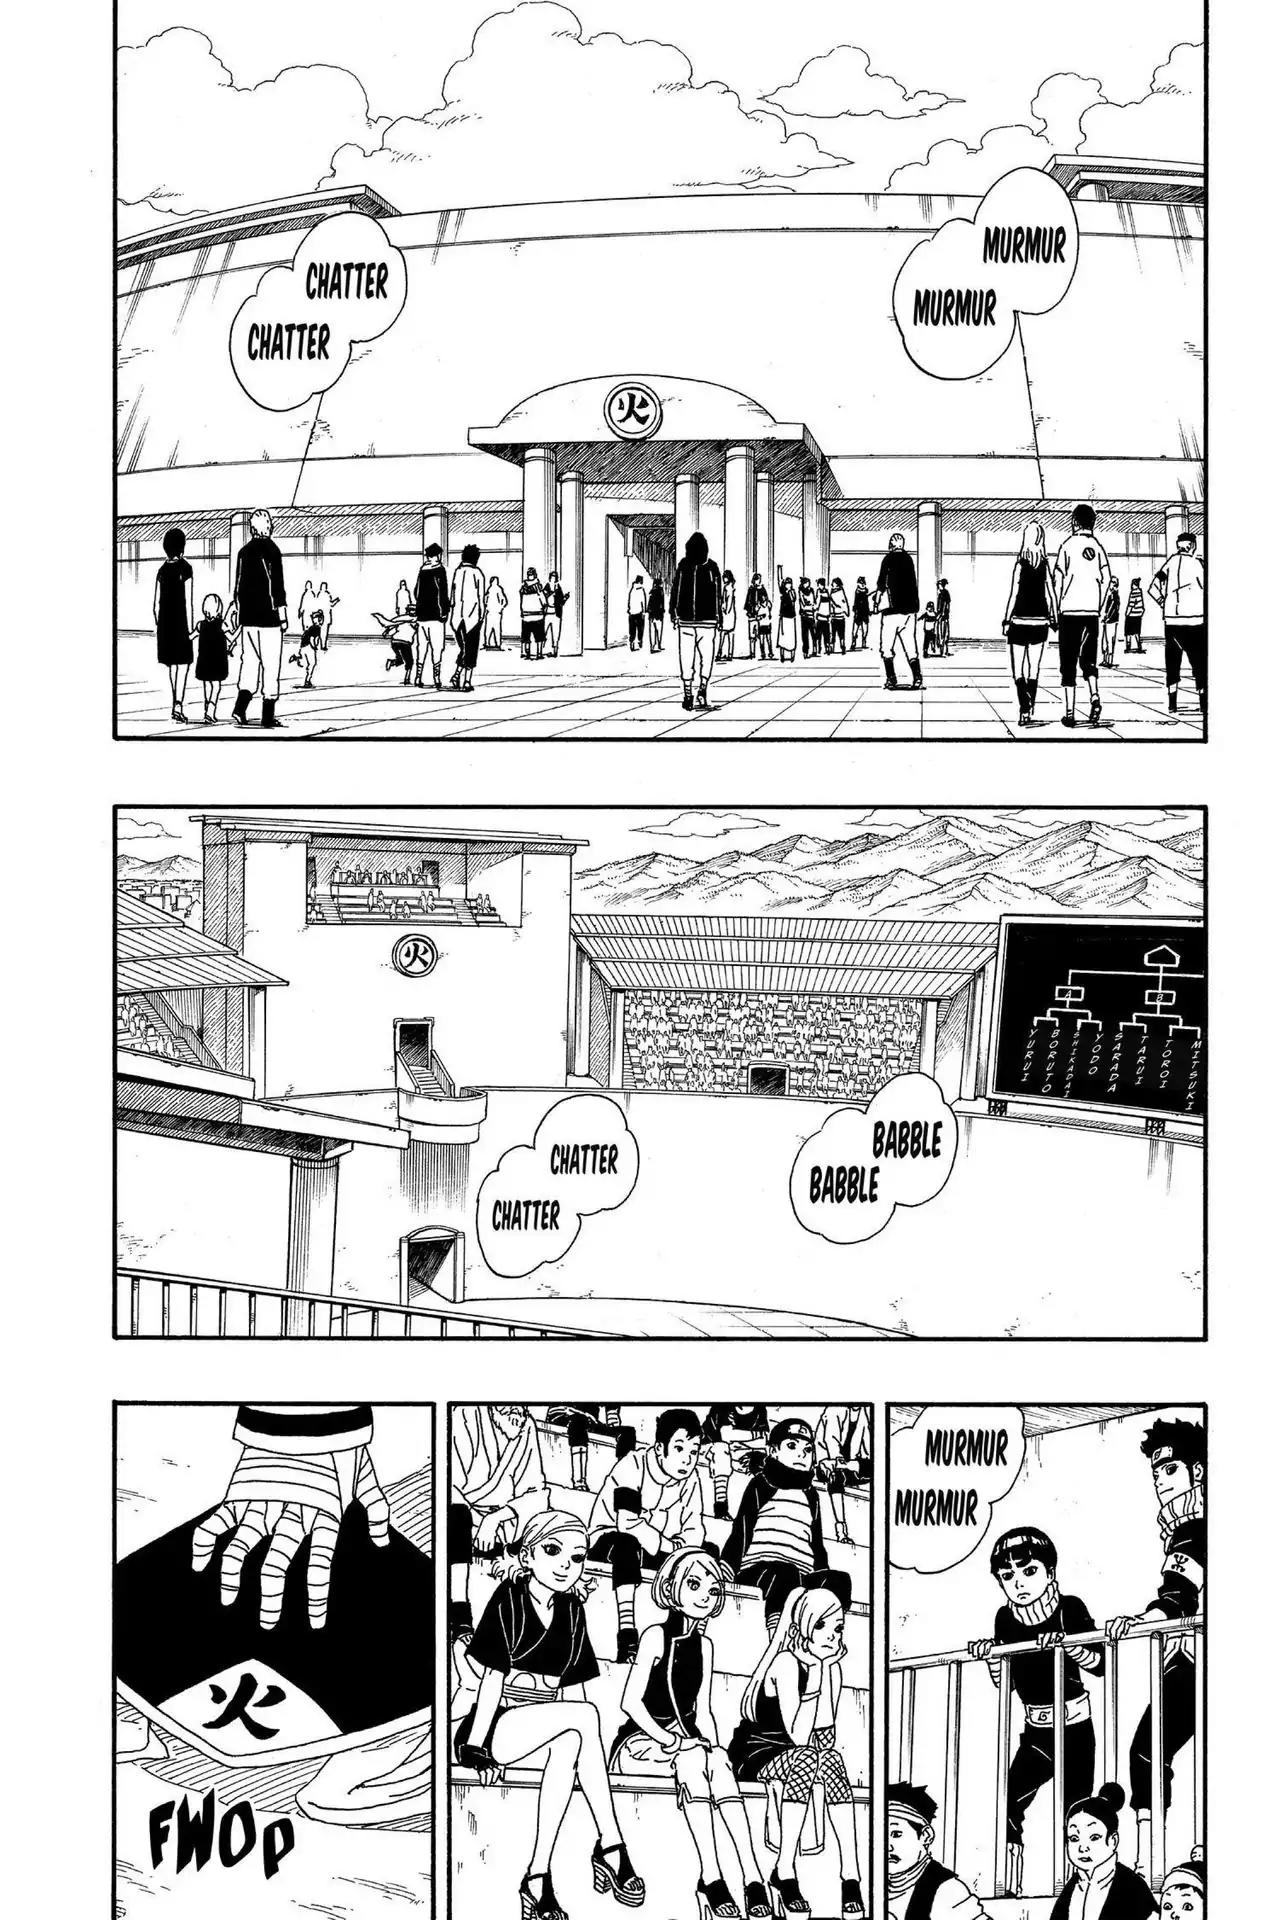 CHATTER
CHATTER
MURMUR
MURMUR
火
火
A
B
YURUI
BORUTO
SHIKADAI
YODO
SARADA
TARUI
TOROI
MITSUKI
CHATTER
CHATTER
BABBLE
BABBLE
火
FWOP
MURMUR
MURMUR